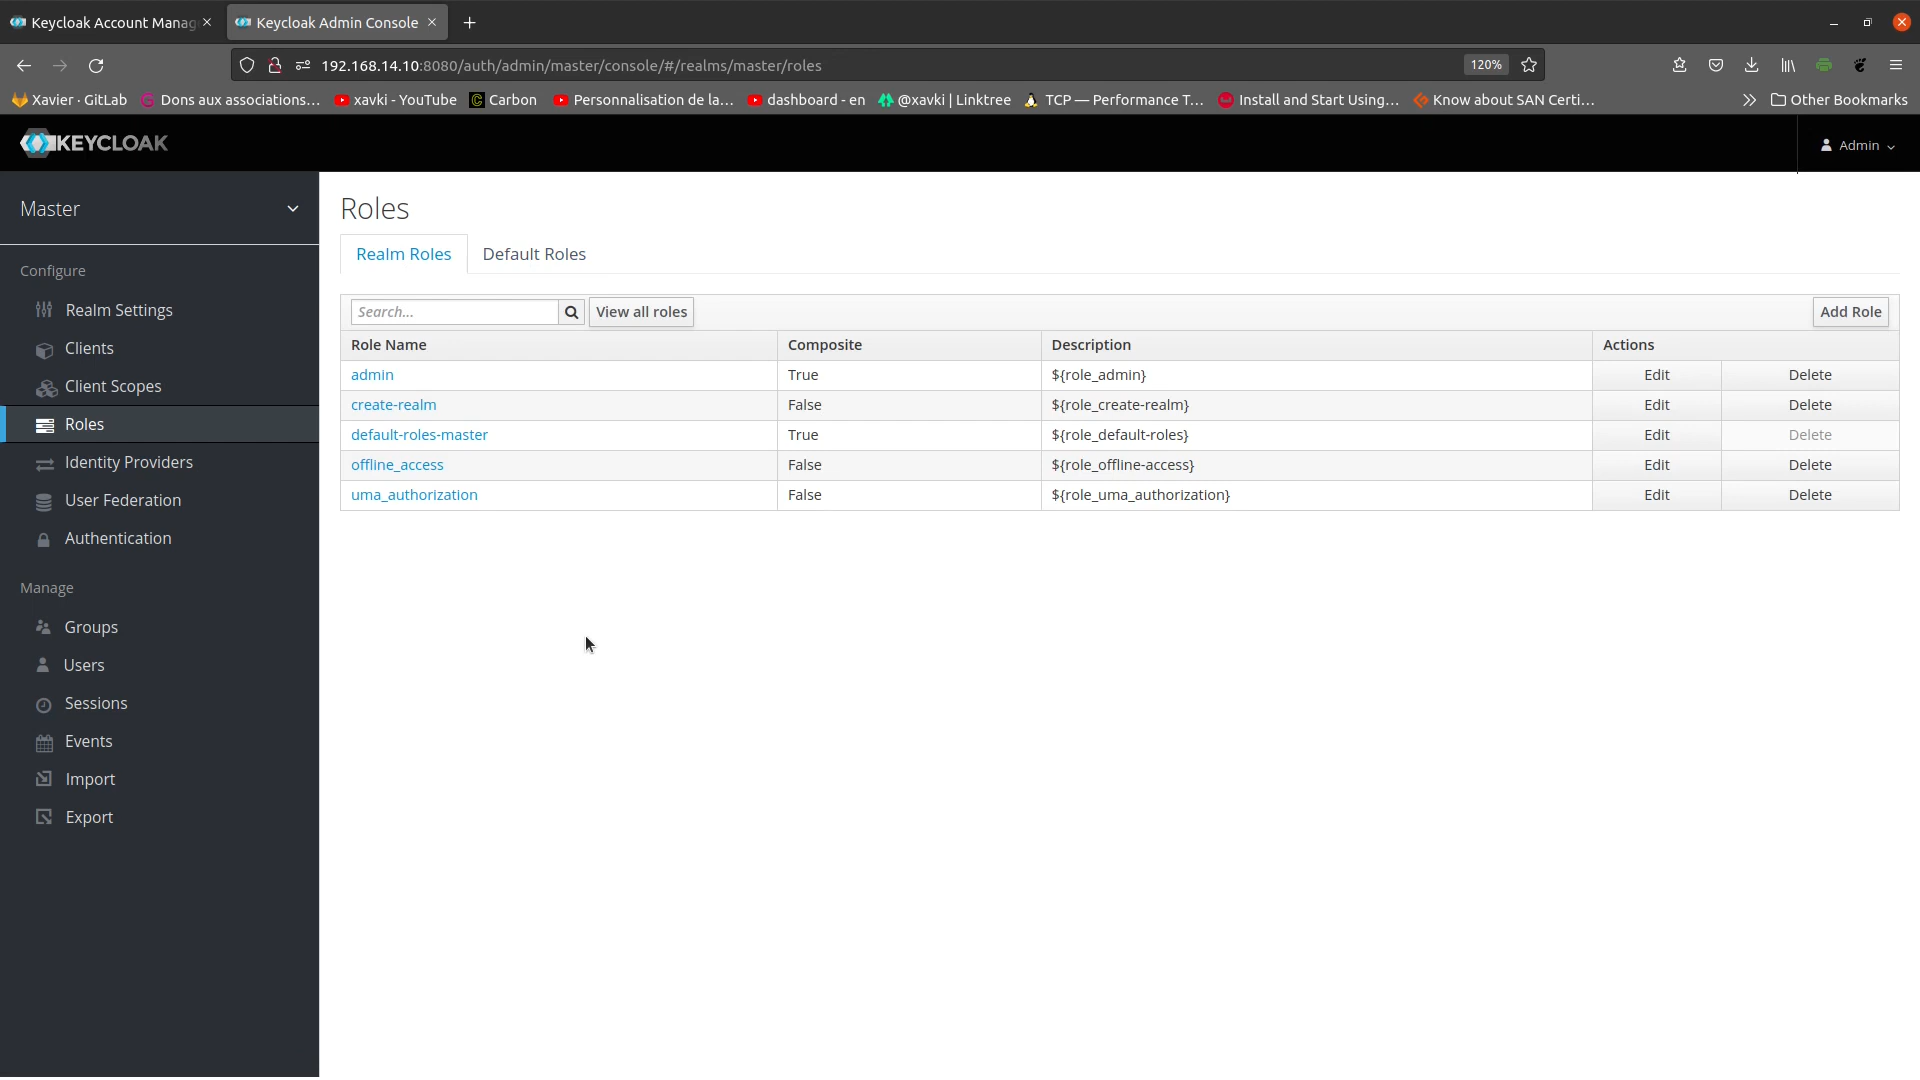 Keycloak Account Manag
Keycloak Admin Console
192.168.14.10:8080/auth/admin/master/console/#/realms/master/roles
120%
Xavier · GitLab
Dons aux associations…
xavki - YouTube
Carbon
Personnalisation de la…
dashboard - en
@xavki | Linktree
TCP — Performance T…
Install and Start Using…
Know about SAN Certi…
Other Bookmarks
KEYCLOAK
Admin
Master
Configure
Realm Settings
Clients
Client Scopes
Roles
Identity Providers
User Federation
Authentication
Manage
Groups
Users
Sessions
Events
Import
Export
Roles
Realm Roles Default Roles
Search... View all roles Add Role
Role Name Composite Description Actions
admin True ${role_admin} Edit Delete
create-realm False ${role_create-realm} Edit Delete
default-roles-master True ${role_default-roles} Edit Delete
offline_access False ${role_offline-access} Edit Delete
uma_authorization False ${role_uma_authorization} Edit Delete